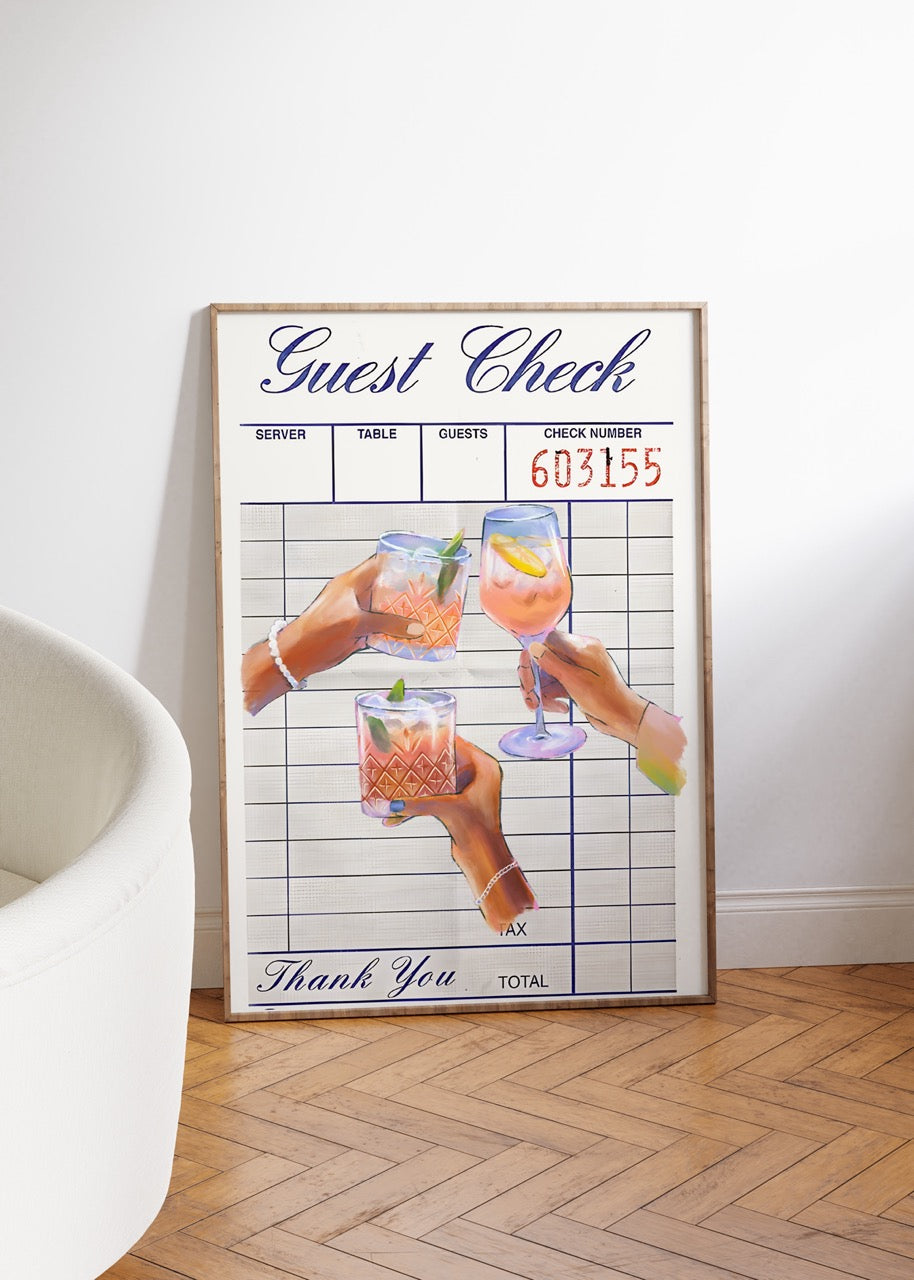 Guest Check
SERVER TABLE GUESTS CHECK NUMBER
603155
TAX
Thank You TOTAL